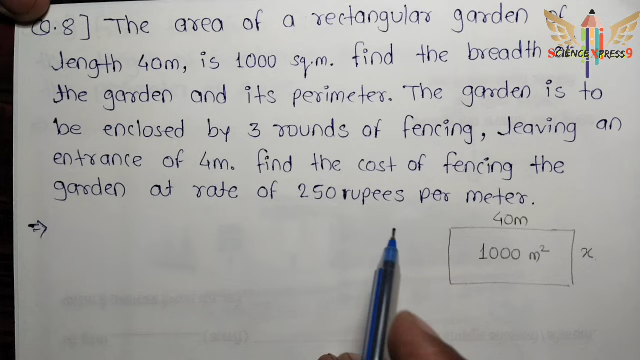 Q.8] The area of a rectangular garden of
length 40m, is 1000 sq.m. find the breadth of
the garden and its perimeter. The garden is to
be enclosed by 3 rounds of fencing, leaving an
entrance of 4m. find the cost of fencing the
garden at rate of 250 rupees per meter.
⇒
40m
1000 m² x
SCIENCE XPRESS 9